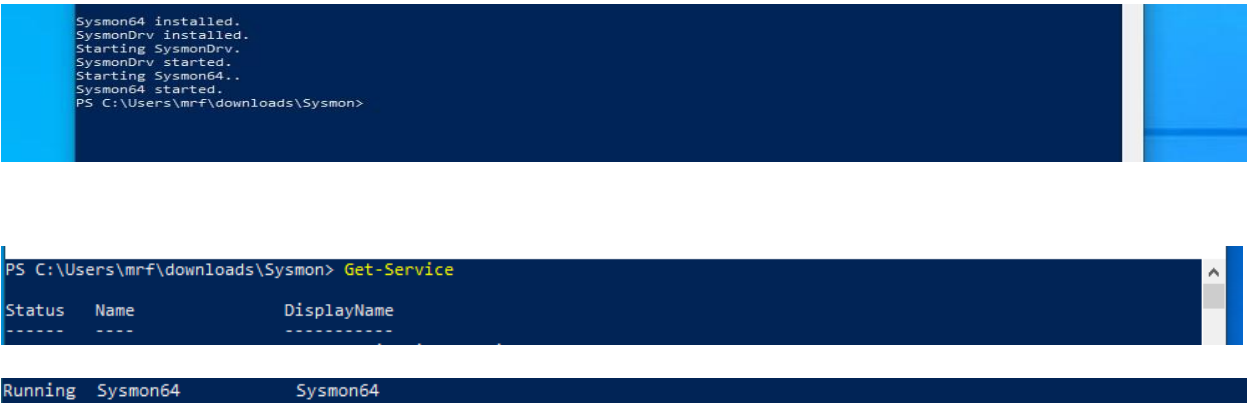 Sysmon64 installed.
SysmonDrv installed.
Starting SysmonDrv.
SysmonDrv started.
Starting Sysmon64..
Sysmon64 started.
PS C:\Users\mrf\downloads\Sysmon>
PS C:\Users\mrf\downloads\Sysmon> Get-Service
Status Name DisplayName
------ ---- -----------
Running Sysmon64 Sysmon64